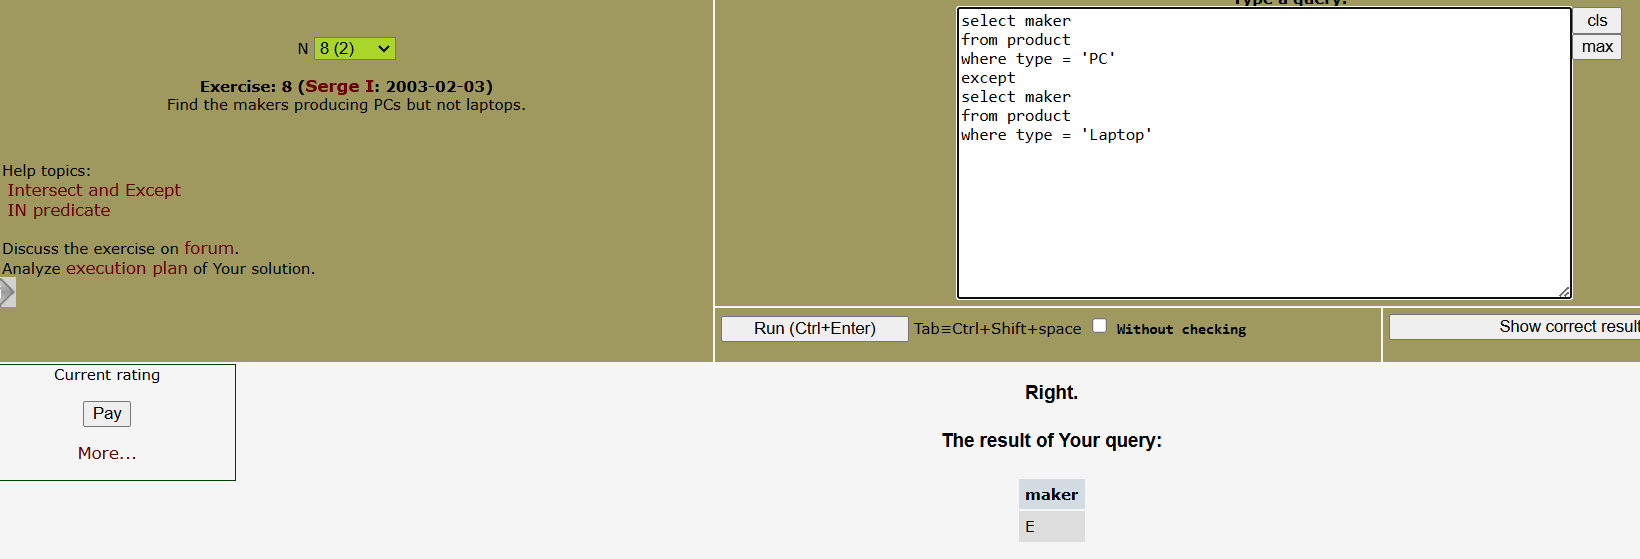 N 8 (2)
Exercise: 8 (Serge I: 2003-02-03)
Find the makers producing PCs but not laptops.
Help topics:
Intersect and Except
IN predicate
Discuss the exercise on forum.
Analyze execution plan of Your solution.
Type a query:
select maker
from product
where type = 'PC'
except
select maker
from product
where type = 'Laptop'
cls
max
Run (Ctrl+Enter) Tab≡Ctrl+Shift+space Without checking
Show correct result
Current rating
Pay
More...
Right.
The result of Your query:
maker
E